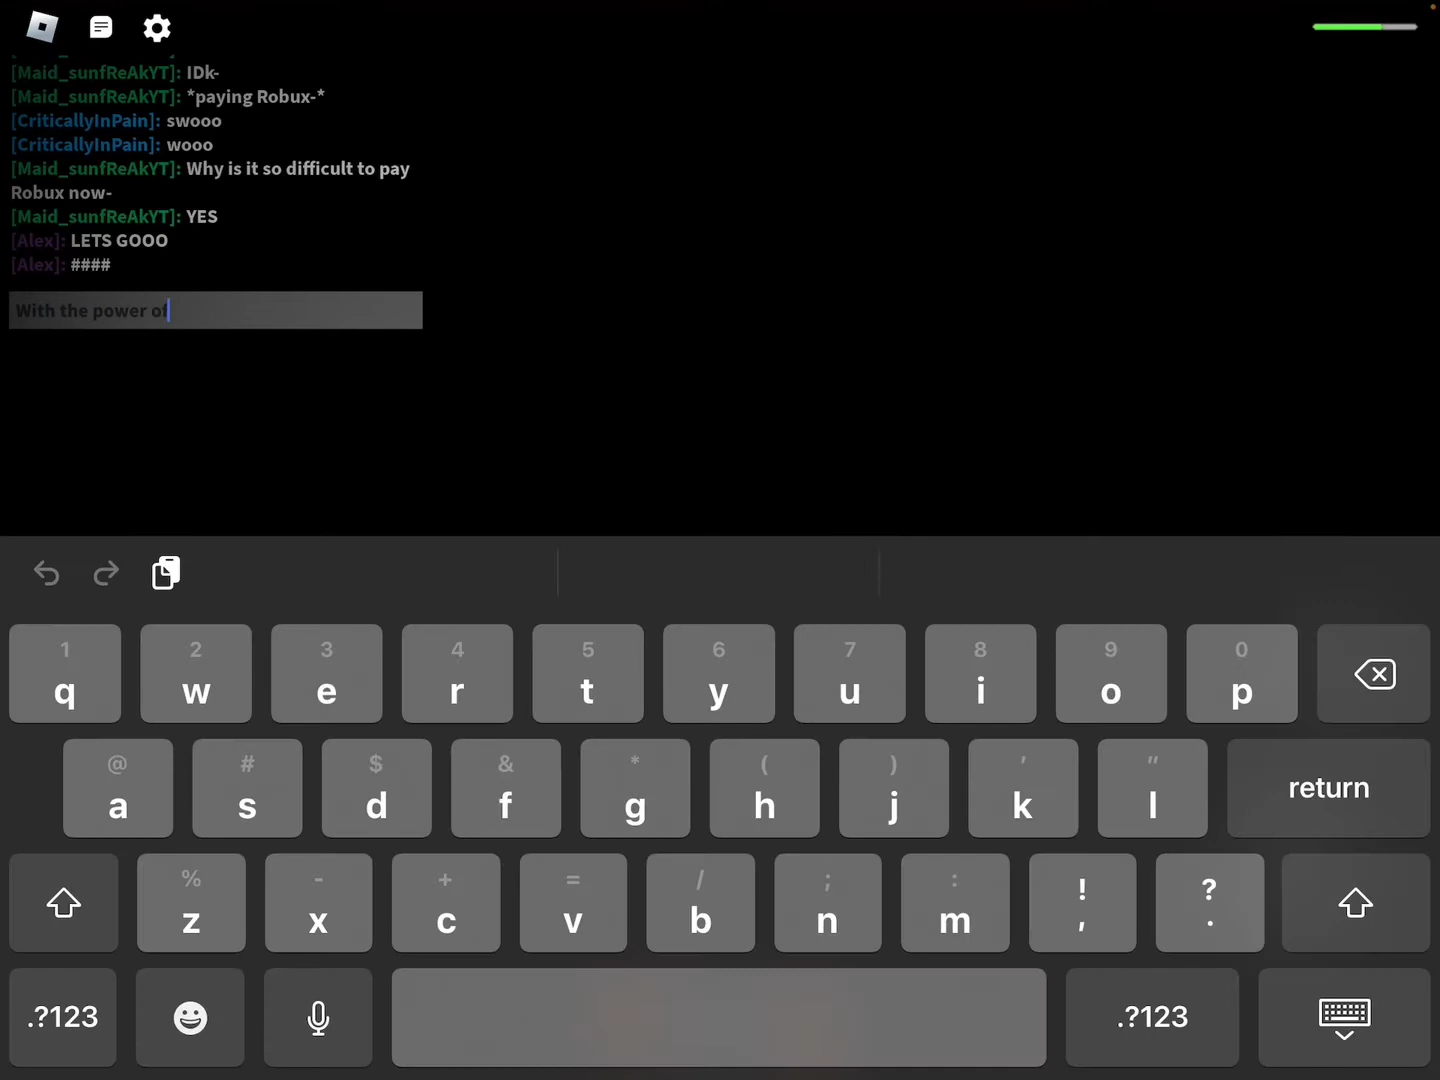 [Maid_sunfReAkYT]: IDk-
[Maid_sunfReAkYT]: *paying Robux-*
[CriticallyInPain]: swooo
[CriticallyInPain]: wooo
[Maid_sunfReAkYT]: Why is it so difficult to pay
Robux now-
[Maid_sunfReAkYT]: YES
[Alex]: LETS GOOO
[Alex]: ####
With the power of
1 2 3 4 5 6 7 8 9 0
q w e r t y u i o p
@ # $ & * ( ) ' "
a s d f g h j k l return
% - + = / ; : ! ?
z x c v b n m , .
.?123 .?123